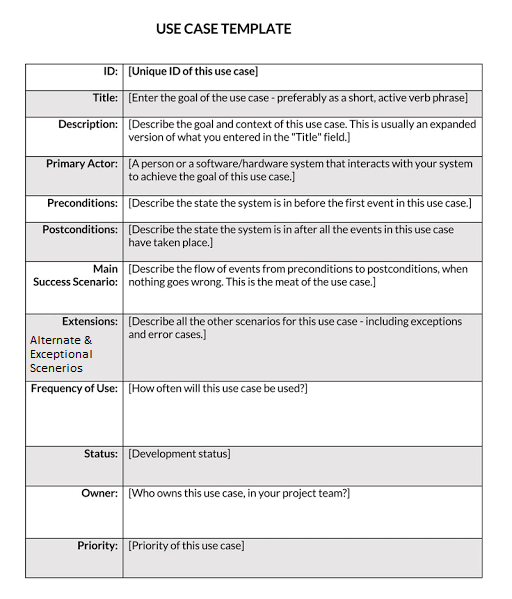 USE CASE TEMPLATE
ID: [Unique ID of this use case]
Title: [Enter the goal of the use case - preferably as a short, active verb phrase]
Description: [Describe the goal and context of this use case. This is usually an expanded
version of what you entered in the "Title" field.]
Primary Actor: [A person or a software/hardware system that interacts with your system
to achieve the goal of this use case.]
Preconditions: [Describe the state the system is in before the first event in this use case.]
Postconditions: [Describe the state the system is in after all the events in this use case
have taken place.]
Main
Success Scenario:
[Describe the flow of events from preconditions to postconditions, when
nothing goes wrong. This is the meat of the use case.]
Extensions:
Alternate &
Exceptional
Scenerios
[Describe all the other scenarios for this use case - including exceptions
and error cases.]
Frequency of Use: [How often will this use case be used?]
Status: [Development status]
Owner: [Who owns this use case, in your project team?]
Priority: [Priority of this use case]